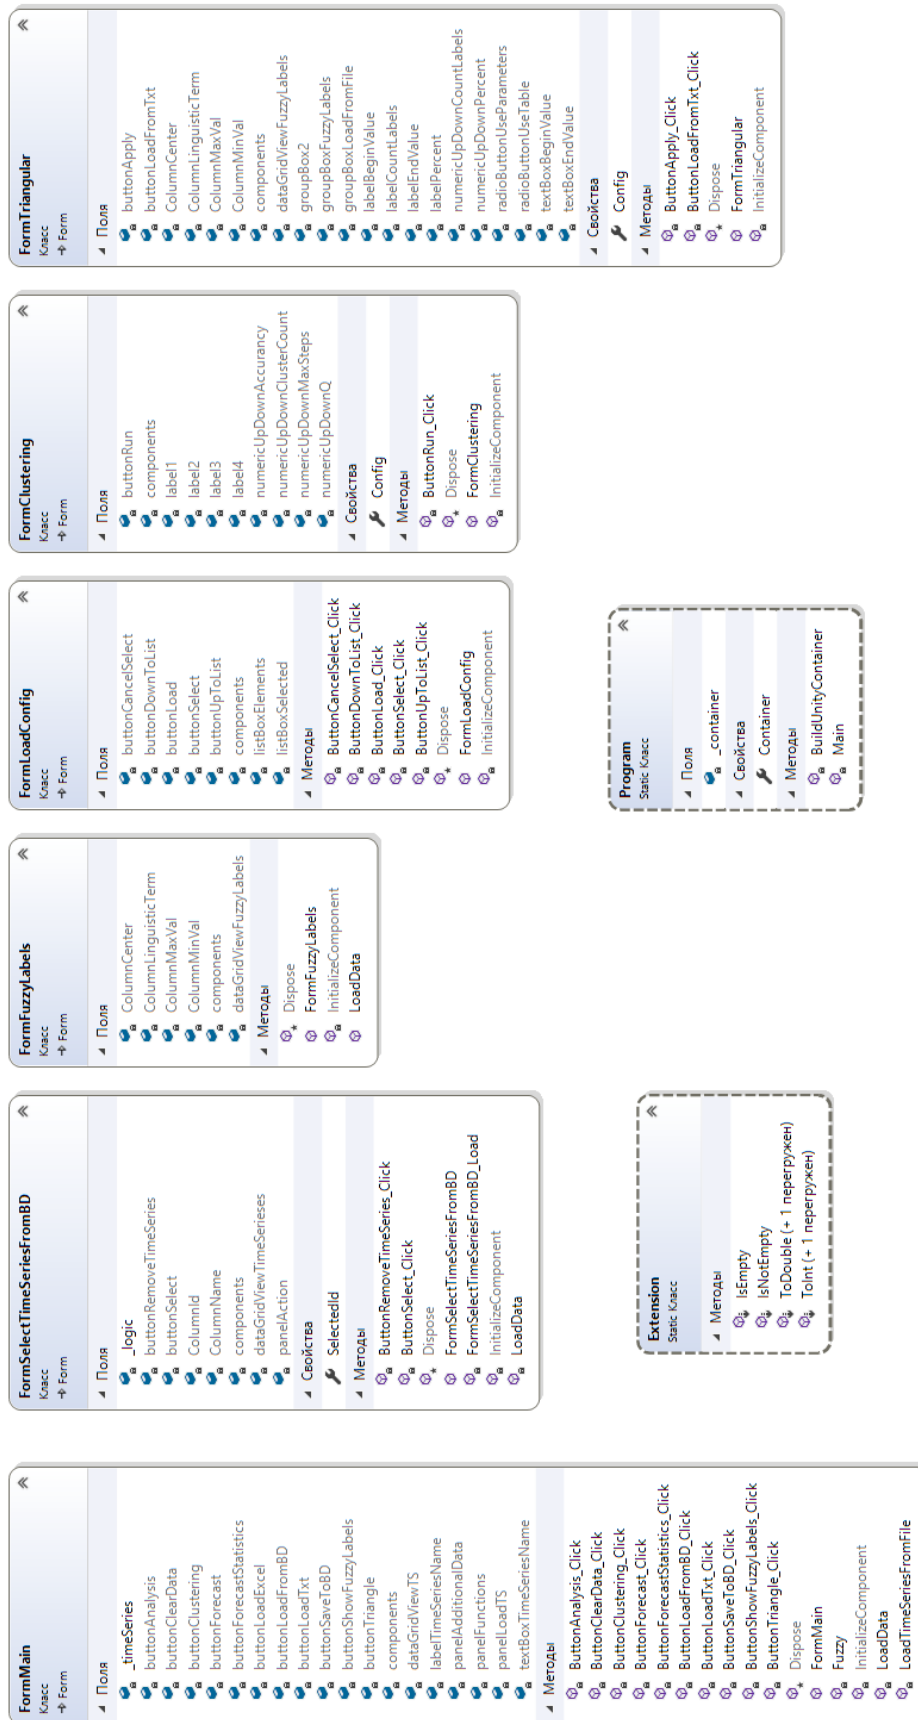 FormMain
Класс
Form
Поля
_timeSeries
buttonAnalysis
buttonClearData
buttonClustering
buttonForecast
buttonForecastStatistics
buttonLoadExcel
buttonLoadFromBD
buttonLoadTxt
buttonSaveToBD
buttonShowFuzzyLabels
buttonTriangle
components
dataGridViewTS
labelTimeSeriesName
panelAdditionalData
panelFunctions
panelLoadTS
textBoxTimeSeriesName
Методы
ButtonAnalysis_Click
ButtonClearData_Click
ButtonClustering_Click
ButtonForecast_Click
ButtonForecastStatistics_Click
ButtonLoadFromBD_Click
ButtonLoadTxt_Click
ButtonSaveToBD_Click
ButtonShowFuzzyLabels_Click
ButtonTriangle_Click
Dispose
FormMain
Fuzzy
InitializeComponent
LoadData
LoadTimeSeriesFromFile
FormSelectTimeSeriesFromBD
Класс
Form
Поля
_logic
buttonRemoveTimeSeries
buttonSelect
ColumnId
ColumnName
components
dataGridViewTimeSerieses
panelAction
Свойства
SelectedId
Методы
ButtonRemoveTimeSeries_Click
ButtonSelect_Click
Dispose
FormSelectTimeSeriesFromBD
FormSelectTimeSeriesFromBD_Load
InitializeComponent
LoadData
FormFuzzyLabels
Класс
Form
Поля
ColumnCenter
ColumnLinguisticTerm
ColumnMaxVal
ColumnMinVal
components
dataGridViewFuzzyLabels
Методы
Dispose
FormFuzzyLabels
InitializeComponent
LoadData
FormLoadConfig
Класс
Form
Поля
buttonCancelSelect
buttonDownToList
buttonLoad
buttonSelect
buttonUpToList
components
listBoxElements
listBoxSelected
Методы
ButtonCancelSelect_Click
ButtonDownToList_Click
ButtonLoad_Click
ButtonSelect_Click
ButtonUpToList_Click
Dispose
FormLoadConfig
InitializeComponent
FormClustering
Класс
Form
Поля
buttonRun
components
label1
label2
label3
label4
numericUpDownAccurancy
numericUpDownClusterCount
numericUpDownMaxSteps
numericUpDownQ
Свойства
Config
Методы
ButtonRun_Click
Dispose
FormClustering
InitializeComponent
FormTriangular
Класс
Form
Поля
buttonApply
buttonLoadFromTxt
ColumnCenter
ColumnLinguisticTerm
ColumnMaxVal
ColumnMinVal
components
dataGridViewFuzzyLabels
groupBox2
groupBoxFuzzyLabels
groupBoxLoadFromFile
labelBeginValue
labelCountLabels
labelEndValue
labelPercent
numericUpDownCountLabels
numericUpDownPercent
radioButtonUseParameters
radioButtonUseTable
textBoxBeginValue
textBoxEndValue
Свойства
Config
Методы
ButtonApply_Click
ButtonLoadFromTxt_Click
Dispose
FormTriangular
InitializeComponent
Extension
Static Класс
Методы
IsEmpty
IsNotEmpty
ToDouble (+ 1 перегружен)
ToInt (+ 1 перегружен)
Program
Static Класс
Поля
_container
Свойства
Container
Методы
BuildUnityContainer
Main